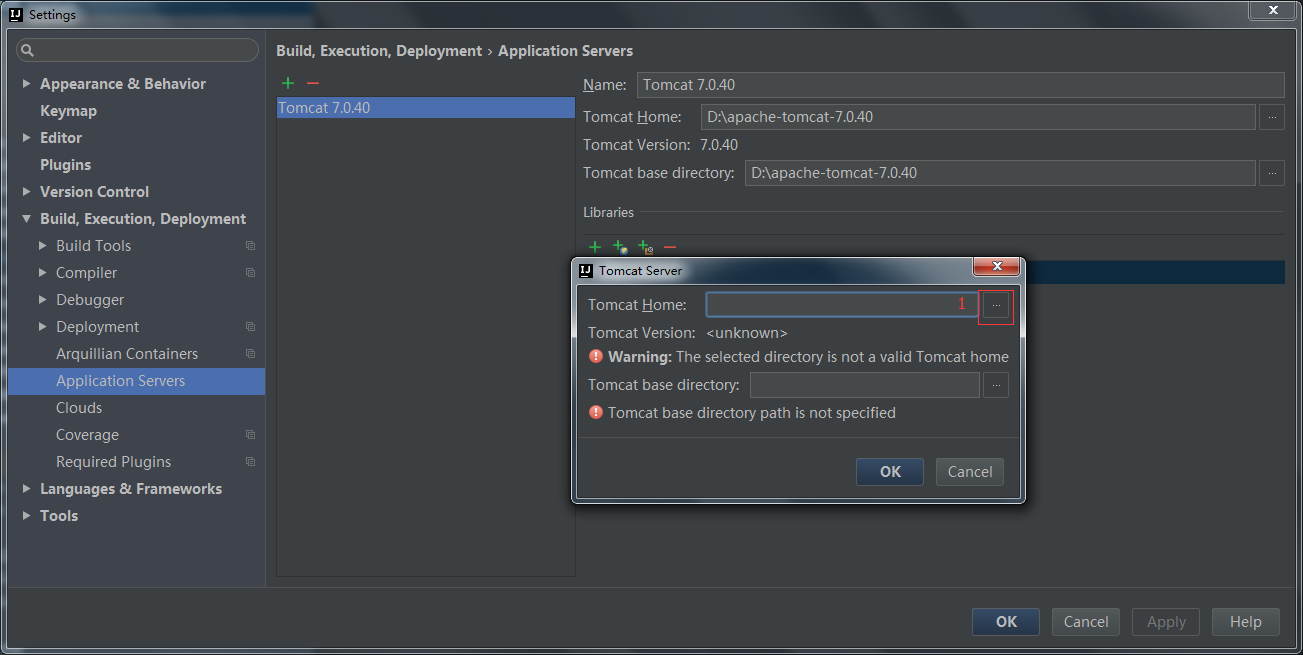 Settings
Build, Execution, Deployment › Application Servers
Appearance & Behavior
Keymap
Editor
Plugins
Version Control
Build, Execution, Deployment
Build Tools
Compiler
Debugger
Deployment
Arquillian Containers
Application Servers
Clouds
Coverage
Required Plugins
Languages & Frameworks
Tools
Tomcat 7.0.40
Name: Tomcat 7.0.40
Tomcat Home: D:\apache-tomcat-7.0.40 ...
Tomcat Version: 7.0.40
Tomcat base directory: D:\apache-tomcat-7.0.40 ...
Libraries
Tomcat Server
Tomcat Home: 1 ...
Tomcat Version: <unknown>
Warning: The selected directory is not a valid Tomcat home
Tomcat base directory: ...
Tomcat base directory path is not specified
OK Cancel
OK Cancel Apply Help